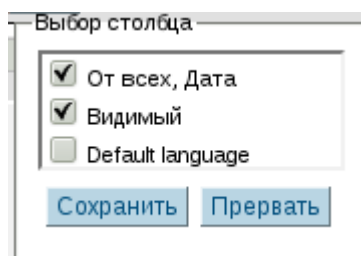 Выбор столбца
От всех, Дата
Видимый
Default language
Сохранить Прервать